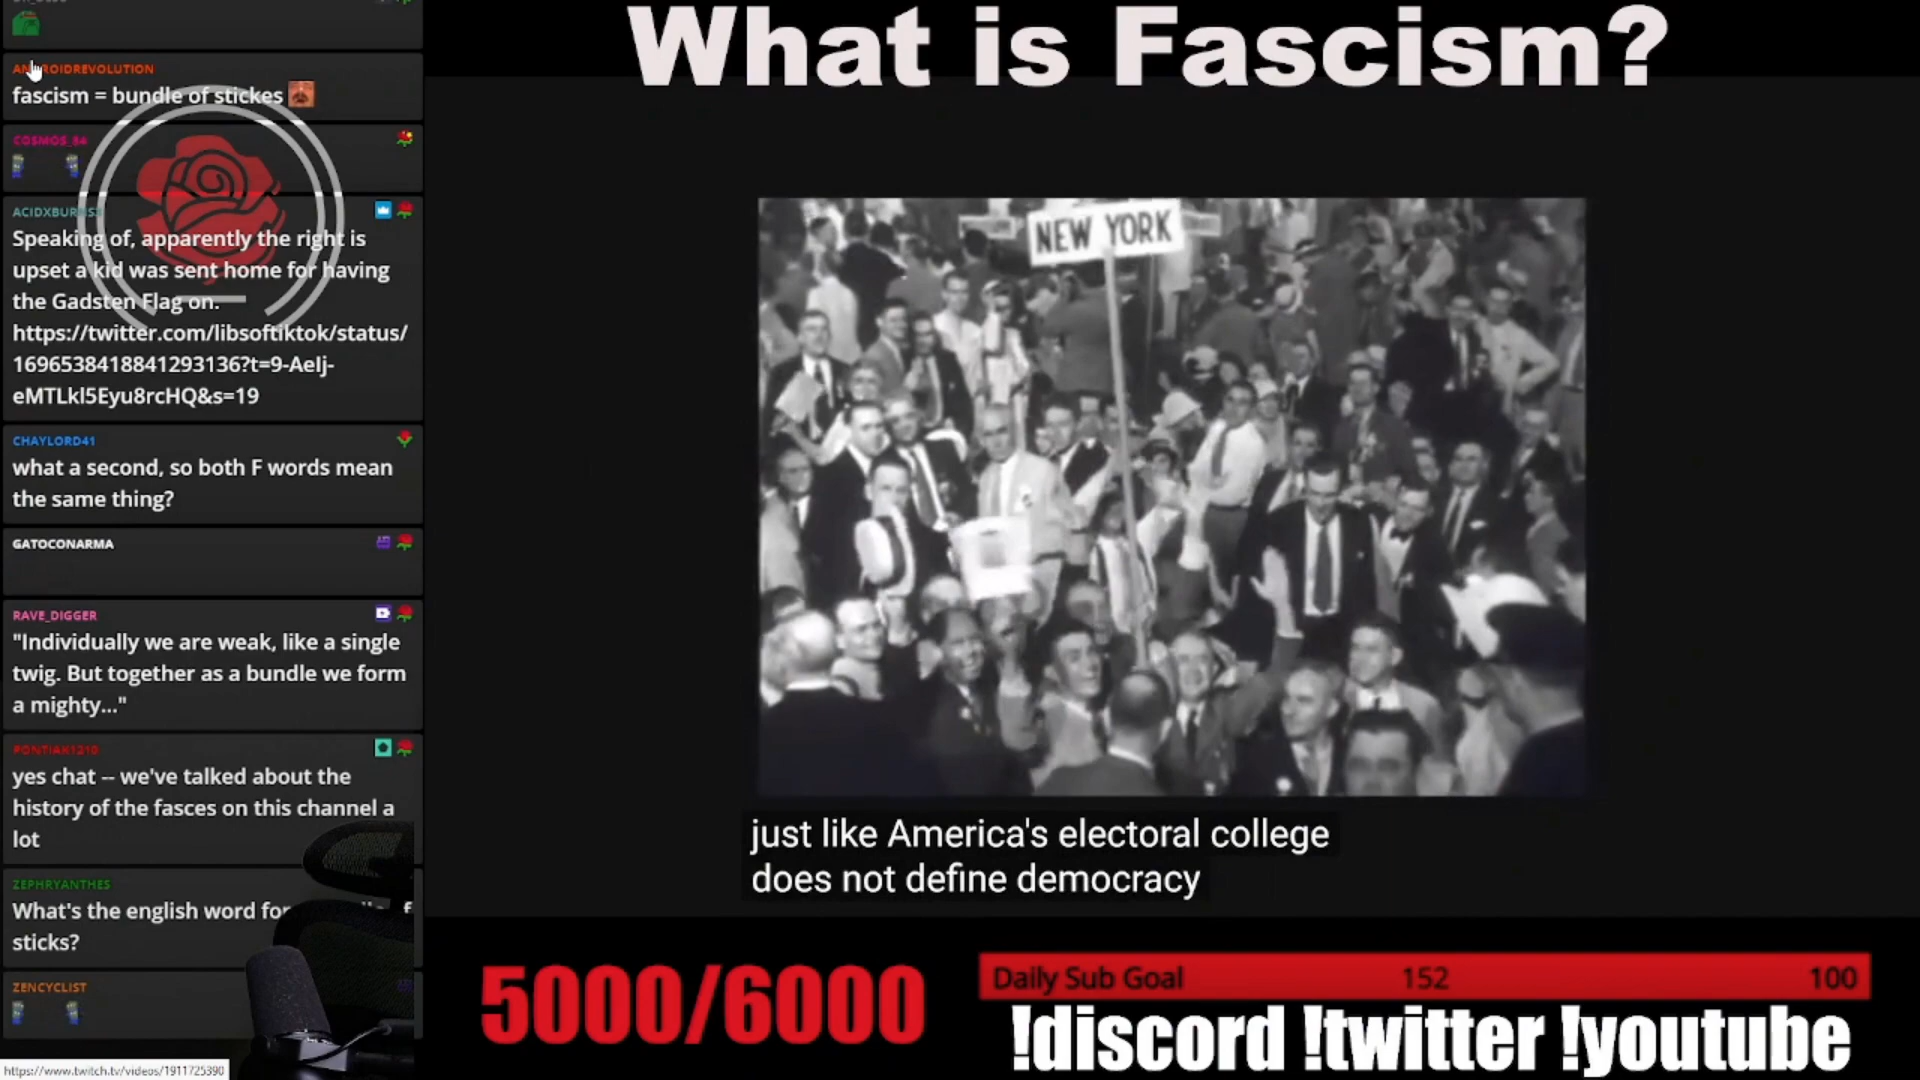 What is Fascism?
ANDROIDREVOLUTION
fascism = bundle of stickes
COSMOS_84
Speaking of, apparently the right is
upset a kid was sent home for having
the Gadsten Flag on.
https://twitter.com/libsoftiktok/status/
1696538418841293136?t=9-AeIj-
eMTLkl5Eyu8rcHQ&s=19
CHAYLORD41
what a second, so both F words mean
the same thing?
GATOCONARMA
RAVE_DIGGER
"Individually we are weak, like a single
twig. But together as a bundle we form
a mighty..."
PONTIAK1210
yes chat -- we've talked about the
history of the fasces on this channel a
lot
ZEPHRYANTHES
What's the english word for
sticks?
ZENCYCLIST
https://www.twitch.tv/videos/1911725390
NEW YORK
just like America's electoral college
does not define democracy
5000/6000
Daily Sub Goal 152 100
!discord !twitter !youtube